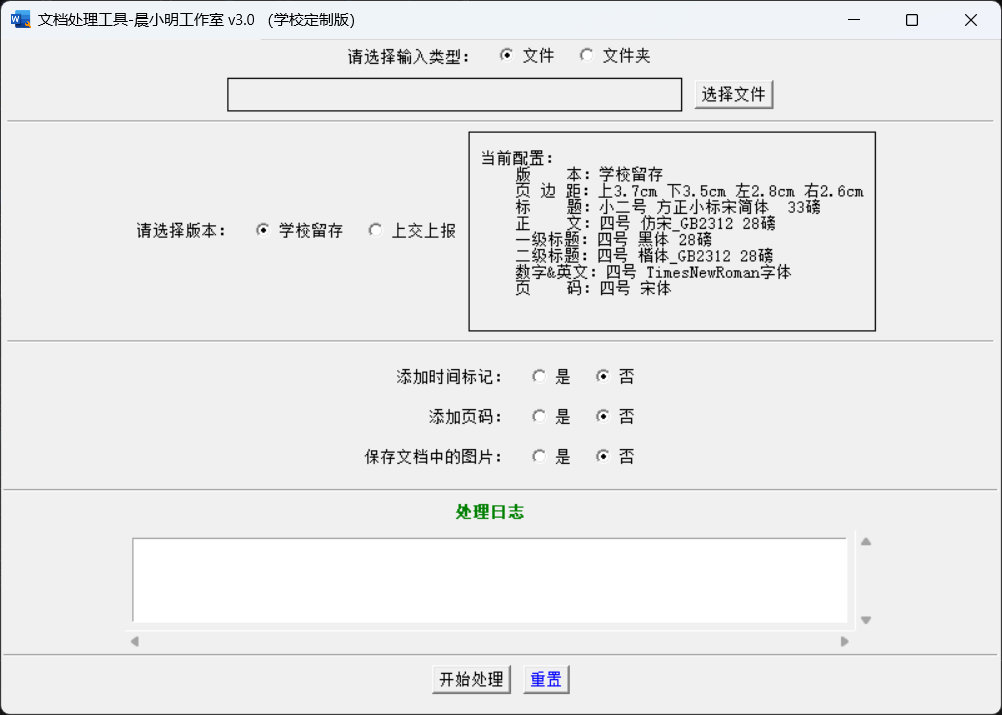 文档处理工具-晨小明工作室 v3.0 (学校定制版)
请选择输入类型: 文件 文件夹
选择文件
请选择版本: 学校留存 上交上报
当前配置:
版 本: 学校留存
页 边 距: 上3.7cm 下3.5cm 左2.8cm 右2.6cm
标 题: 小二号 方正小标宋简体 33磅
正 文: 四号 仿宋_GB2312 28磅
一级标题: 四号 黑体 28磅
二级标题: 四号 楷体_GB2312 28磅
数字&英文: 四号 TimesNewRoman字体
页 码: 四号 宋体
添加时间标记: 是 否
添加页码: 是 否
保存文档中的图片: 是 否
处理日志
开始处理 重置